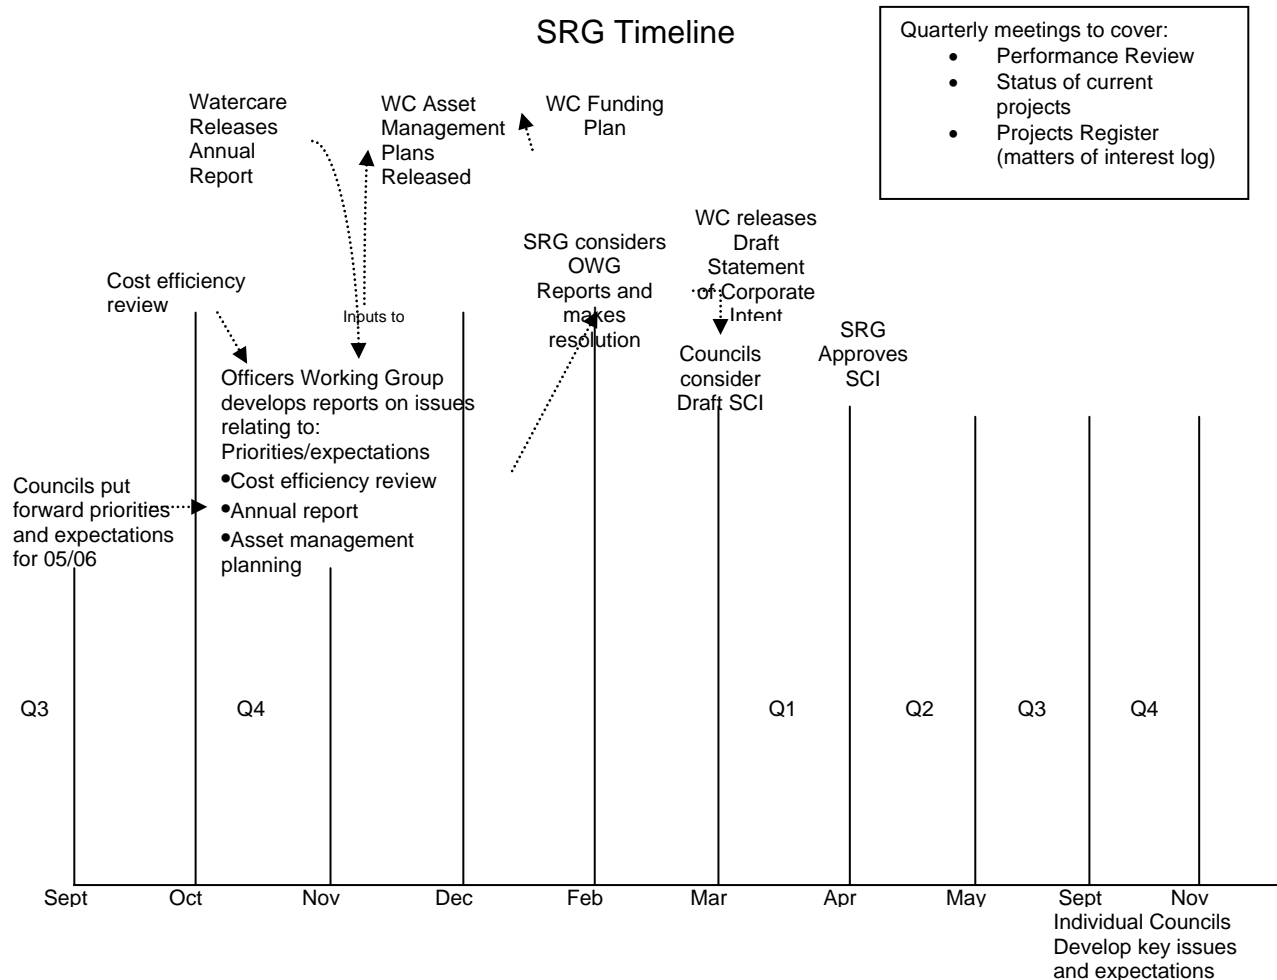 SRG Timeline
Quarterly meetings to cover:
• Performance Review
• Status of current
projects
• Projects Register
(matters of interest log)
Watercare
Releases
Annual
Report
WC Asset
Management
Plans
Released
WC Funding
Plan
Cost efficiency
review
Inputs to
SRG considers
OWG
Reports and
makes
resolution
WC releases
Draft
Statement
of Corporate
Intent
Councils
consider
Draft SCI
SRG
Approves
SCI
Officers Working Group
develops reports on issues
relating to:
Priorities/expectations
•Cost efficiency review
•Annual report
•Asset management
planning
Councils put
forward priorities
and expectations
for 05/06
Q3 Q4 Q1 Q2 Q3 Q4
Sept Oct Nov Dec Feb Mar Apr May Sept Nov
Individual Councils
Develop key issues
and expectations